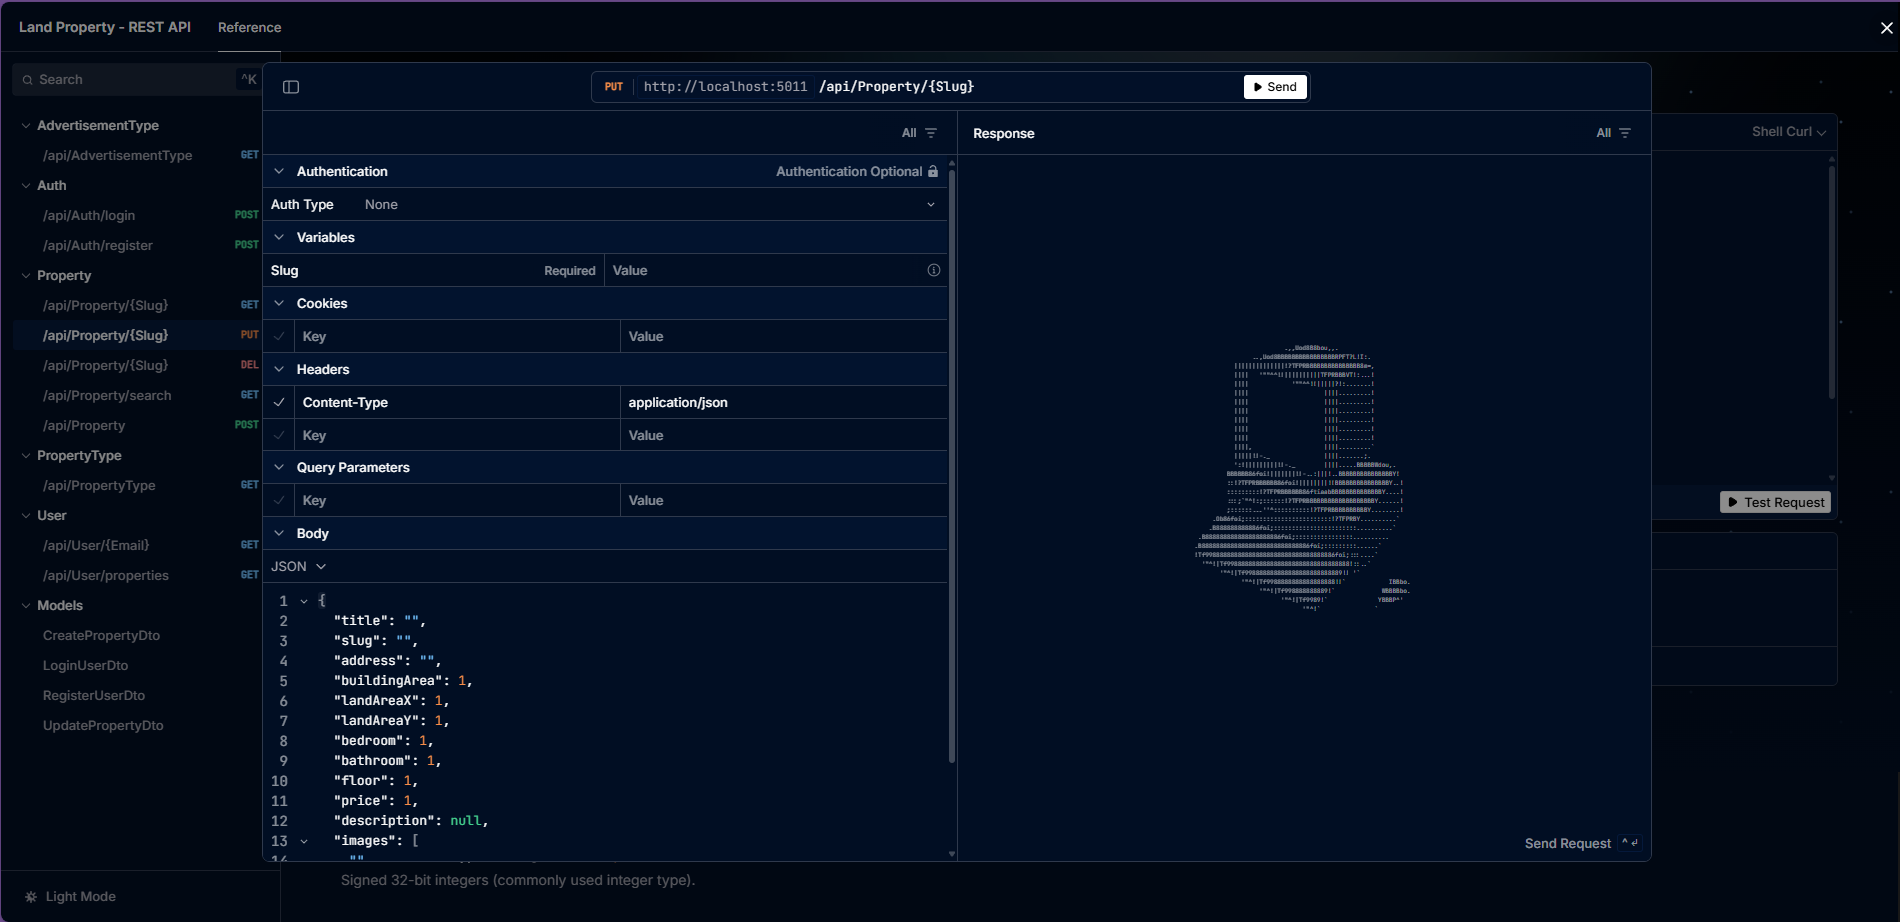 Land Property - REST API
Reference
Search
^K
AdvertisementType
/api/AdvertisementType GET
Auth
/api/Auth/login POST
/api/Auth/register POST
Property
/api/Property/{Slug} GET
/api/Property/{Slug} PUT
/api/Property/{Slug} DEL
/api/Property/search GET
/api/Property POST
PropertyType
/api/PropertyType GET
User
/api/User/{Email} GET
/api/User/properties GET
Models
CreatePropertyDto
LoginUserDto
RegisterUserDto
UpdatePropertyDto
Light Mode
PUT http://localhost:5011 /api/Property/{Slug} Send
All
Authentication Authentication Optional
Auth Type None
Variables
Slug Required Value
Cookies
Key Value
Headers
Content-Type application/json
Key Value
Query Parameters
Key Value
Body
JSON
1 {
2 "title": "",
3 "slug": "",
4 "address": "",
5 "buildingArea": 1,
6 "landAreaX": 1,
7 "landAreaY": 1,
8 "bedroom": 1,
9 "bathroom": 1,
10 "floor": 1,
11 "price": 1,
12 "description": null,
13 "images": [
14 ""
Response
All
Send Request
Shell Curl
Test Request
Signed 32-bit integers (commonly used integer type).